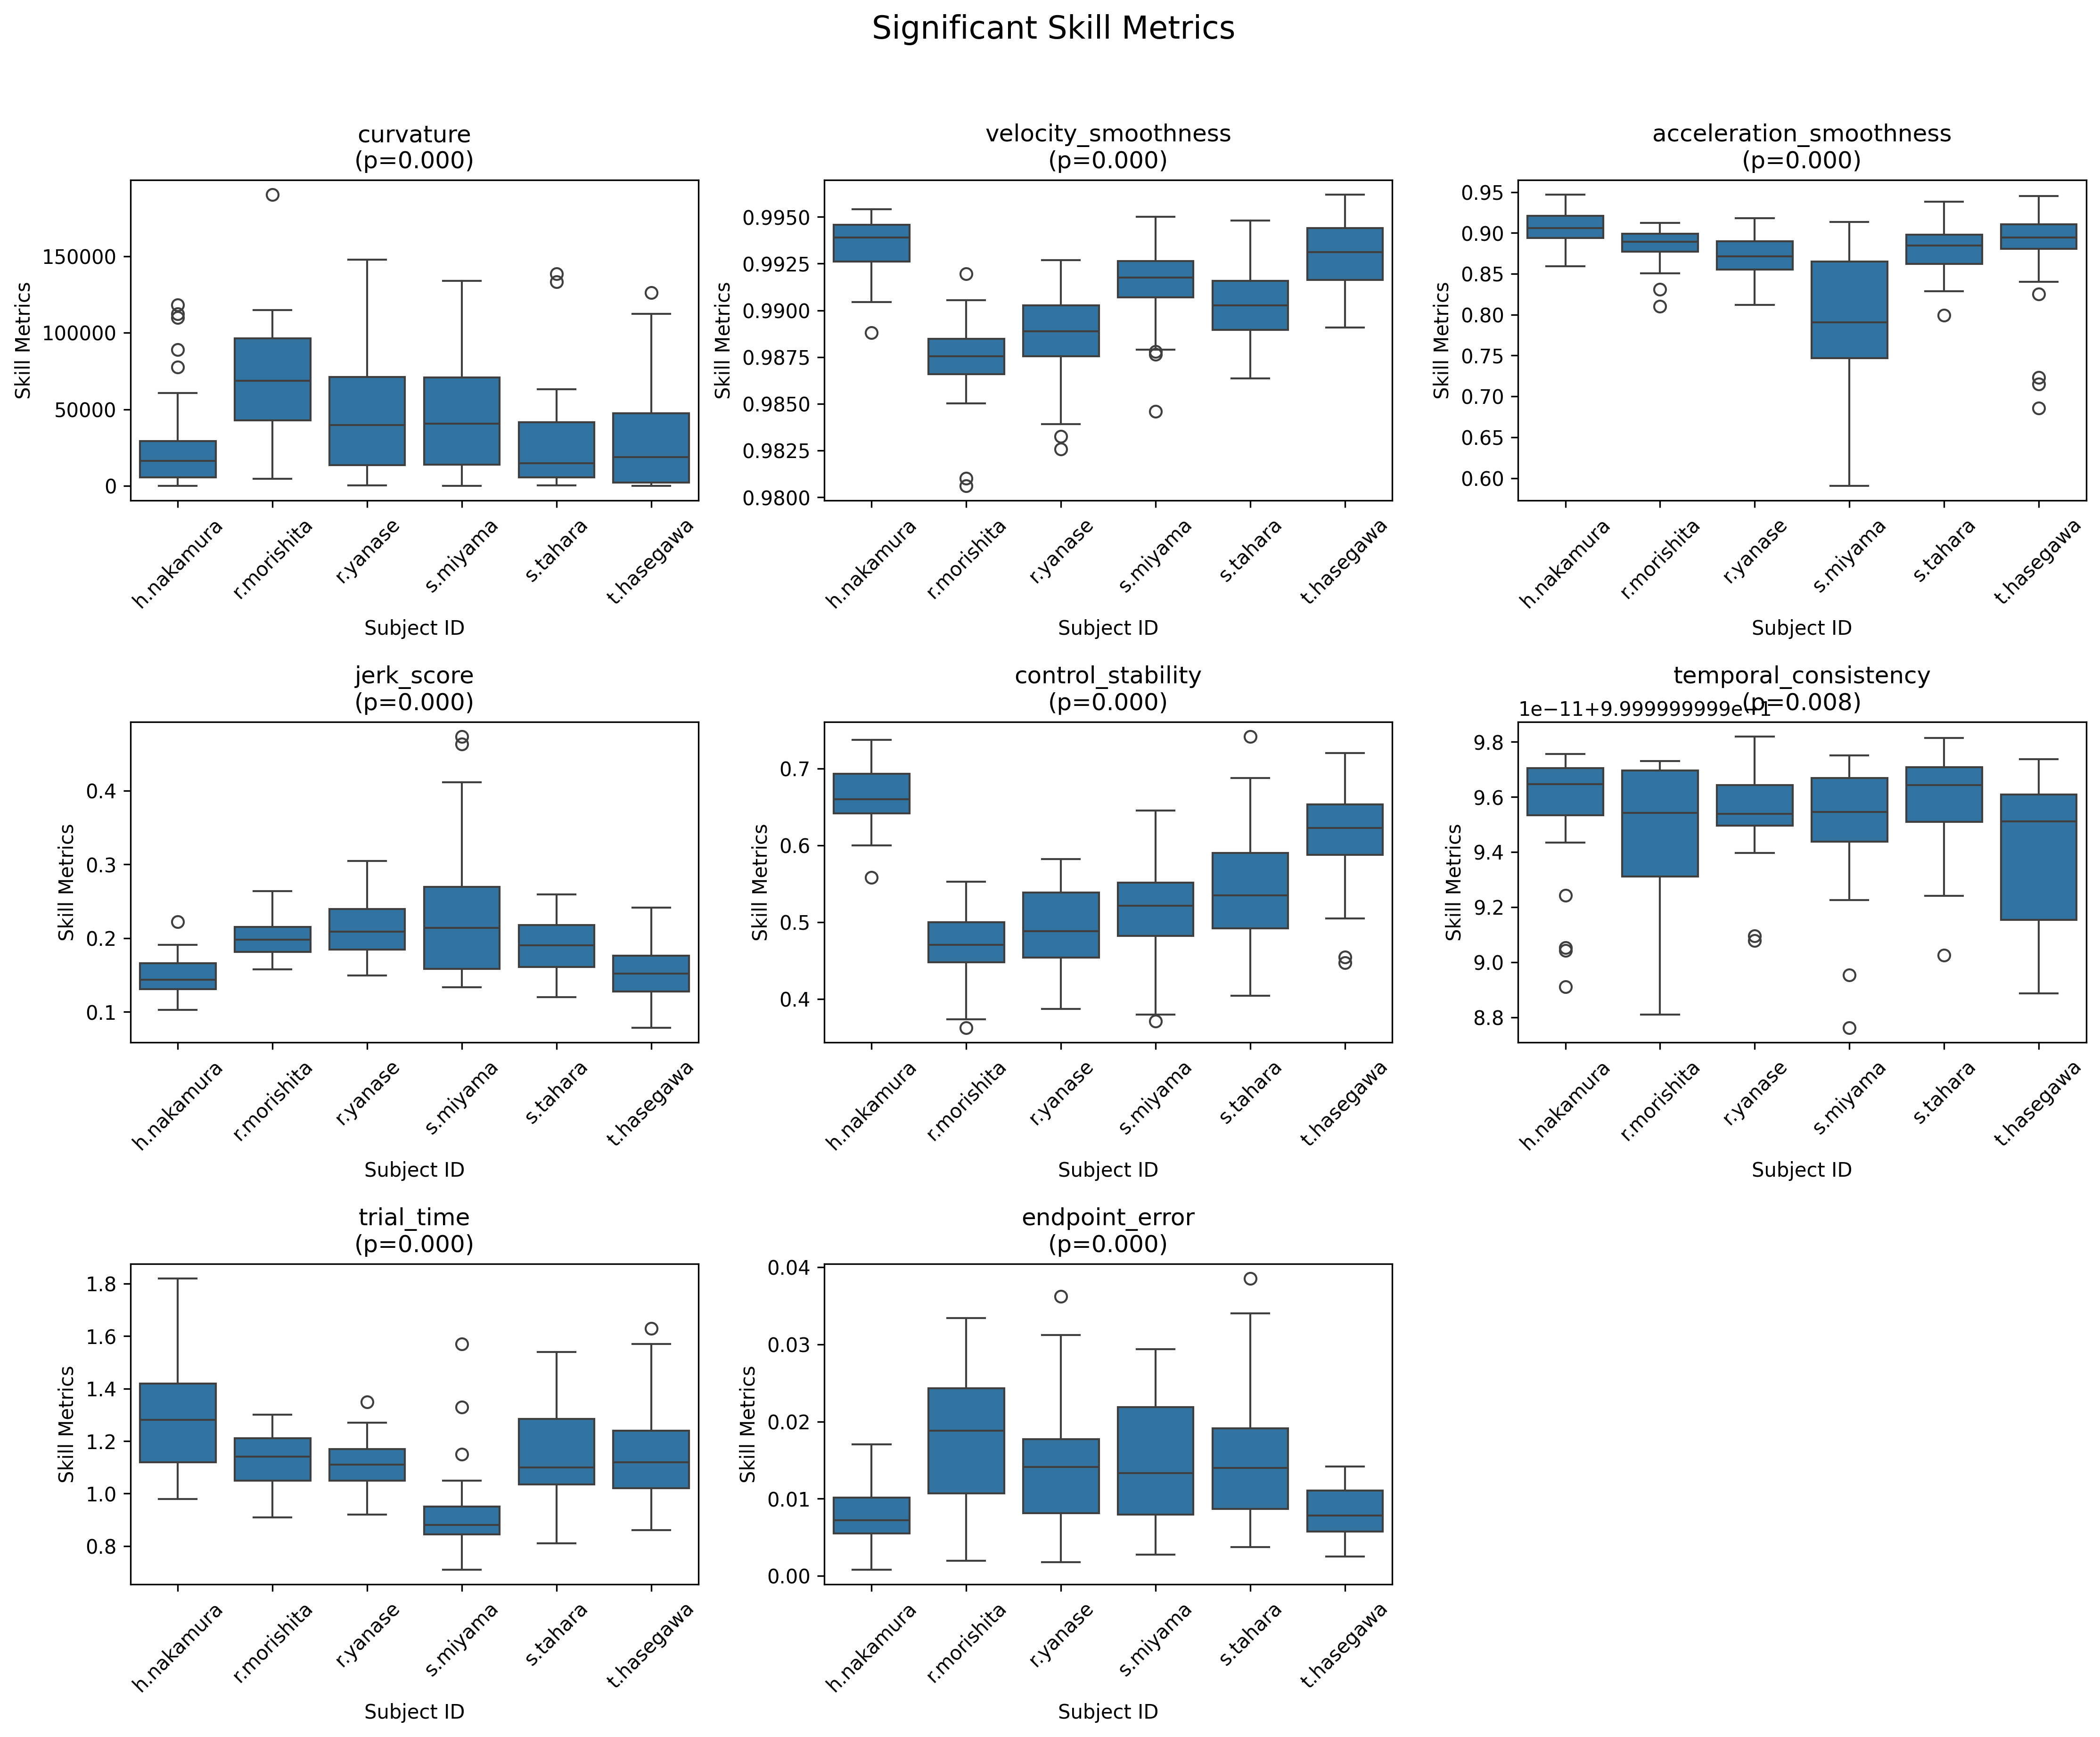 Significant Skill Metrics
curvature
(p=0.000)
Skill Metrics
150000
100000
50000
0
h.nakamura
r.morishita
r.yanase
s.miyama
s.tahara
t.hasegawa
Subject ID
velocity_smoothness
(p=0.000)
Skill Metrics
0.9950
0.9925
0.9900
0.9875
0.9850
0.9825
0.9800
h.nakamura
r.morishita
r.yanase
s.miyama
s.tahara
t.hasegawa
Subject ID
acceleration_smoothness
(p=0.000)
Skill Metrics
0.95
0.90
0.85
0.80
0.75
0.70
0.65
0.60
h.nakamura
r.morishita
r.yanase
s.miyama
s.tahara
t.hasegawa
Subject ID
jerk_score
(p=0.000)
Skill Metrics
0.4
0.3
0.2
0.1
h.nakamura
r.morishita
r.yanase
s.miyama
s.tahara
t.hasegawa
Subject ID
control_stability
(p=0.000)
Skill Metrics
0.7
0.6
0.5
0.4
h.nakamura
r.morishita
r.yanase
s.miyama
s.tahara
t.hasegawa
Subject ID
temporal_consistency
(p=0.008)
1e−11+9.999999999e+1
Skill Metrics
9.8
9.6
9.4
9.2
9.0
8.8
h.nakamura
r.morishita
r.yanase
s.miyama
s.tahara
t.hasegawa
Subject ID
trial_time
(p=0.000)
Skill Metrics
1.8
1.6
1.4
1.2
1.0
0.8
h.nakamura
r.morishita
r.yanase
s.miyama
s.tahara
t.hasegawa
Subject ID
endpoint_error
(p=0.000)
Skill Metrics
0.04
0.03
0.02
0.01
0.00
h.nakamura
r.morishita
r.yanase
s.miyama
s.tahara
t.hasegawa
Subject ID